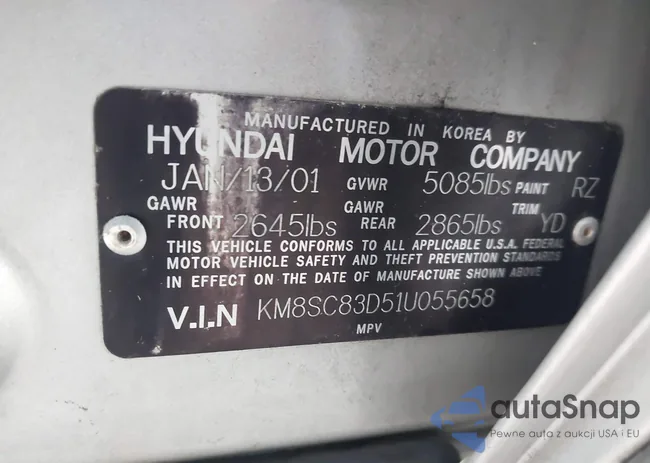 MANUFACTURED IN KOREA BY
HYUNDAI MOTOR COMPANY
JAN/13/01 GVWR 5085lbs PAINT RZ
GAWR FRONT 2645lbs GAWR REAR 2865lbs TRIM YD
THIS VEHICLE CONFORMS TO ALL APPLICABLE U.S.A. FEDERAL
MOTOR VEHICLE SAFETY AND THEFT PREVENTION STANDARDS
IN EFFECT ON THE DATE OF MANUFACTURE SHOWN ABOVE
V.I.N KM8SC83D51U055658
MPV
autaSnap
Pewne auta z aukcji USA i EU